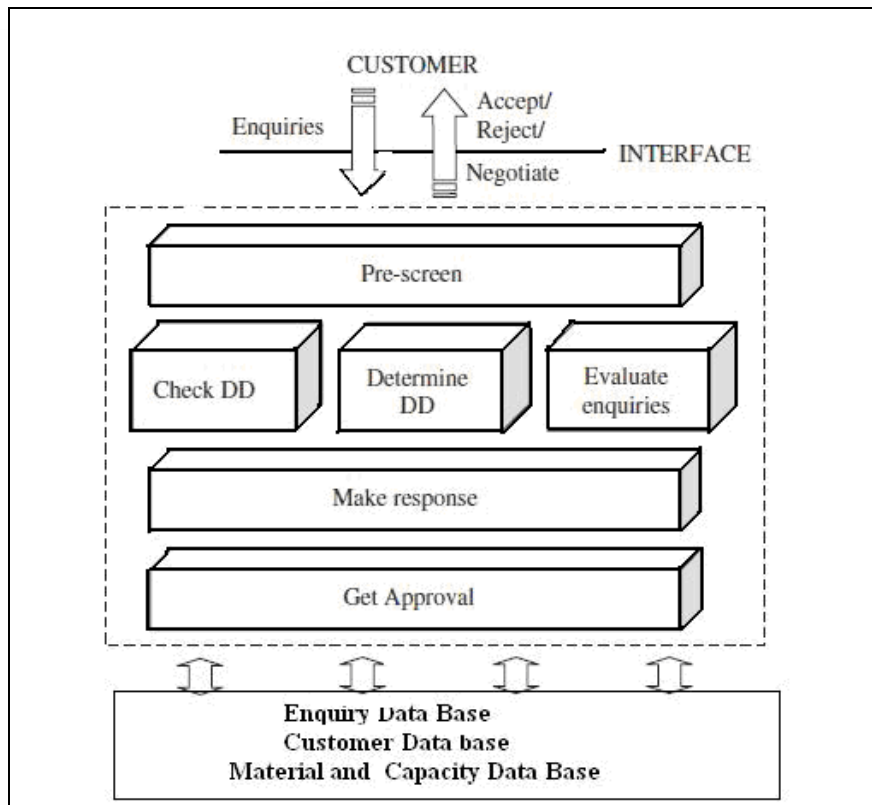 CUSTOMER
Enquiries
Accept/
Reject/
INTERFACE
Negotiate
Pre-screen
Check DD
Determine
DD
Evaluate
enquiries
Make response
Get Approval
Enquiry Data Base
Customer Data base
Material and Capacity Data Base